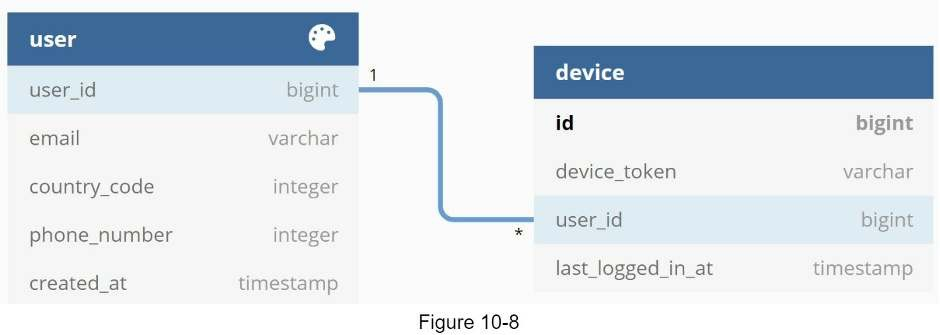 user
user_id bigint
email varchar
country_code integer
phone_number integer
created_at timestamp
1
*
device
id bigint
device_token varchar
user_id bigint
last_logged_in_at timestamp
Figure 10-8